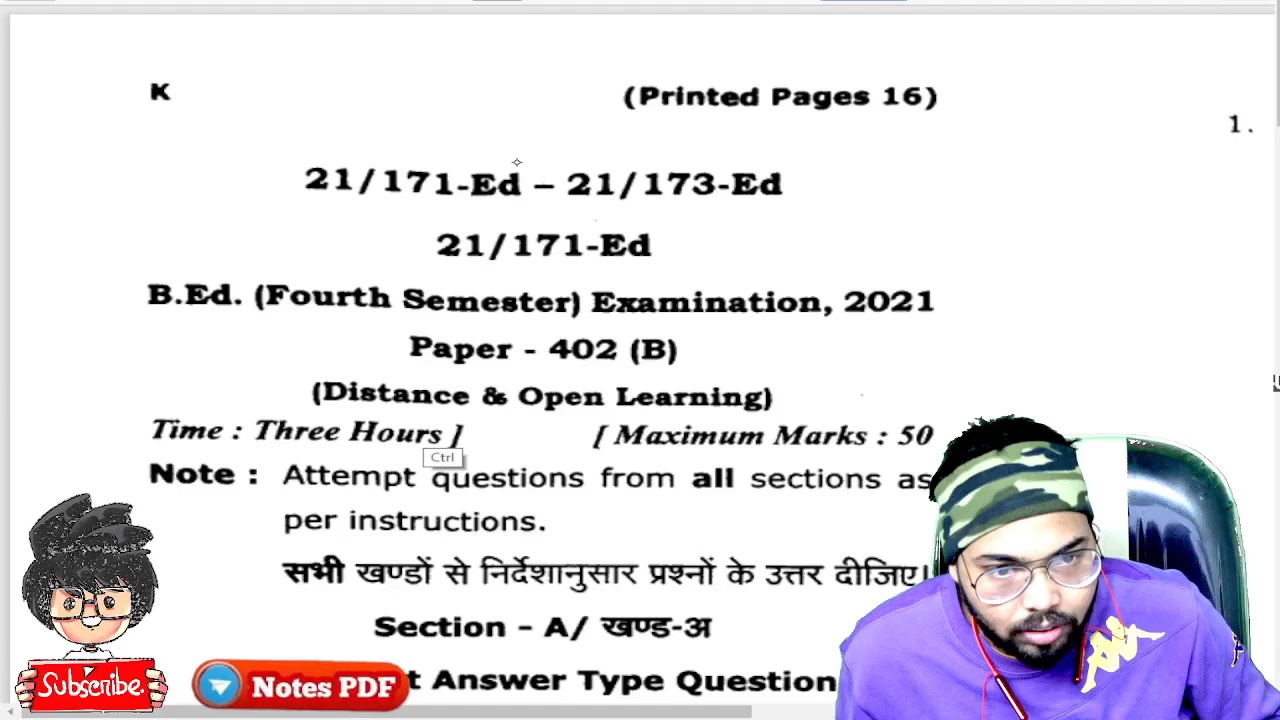 K
(Printed Pages 16)
1.
21/171-Ed – 21/173-Ed
21/171-Ed
B.Ed. (Fourth Semester) Examination, 2021
Paper - 402 (B)
(Distance & Open Learning)
Time : Three Hours ]
[ Maximum Marks : 50
Ctrl
Note : Attempt questions from all sections as
per instructions.
सभी खण्डों से निर्देशानुसार प्रश्नों के उत्तर दीजिए।
Section - A/ खण्ड-अ
Answer Type Question
Subscribe.
Notes PDF